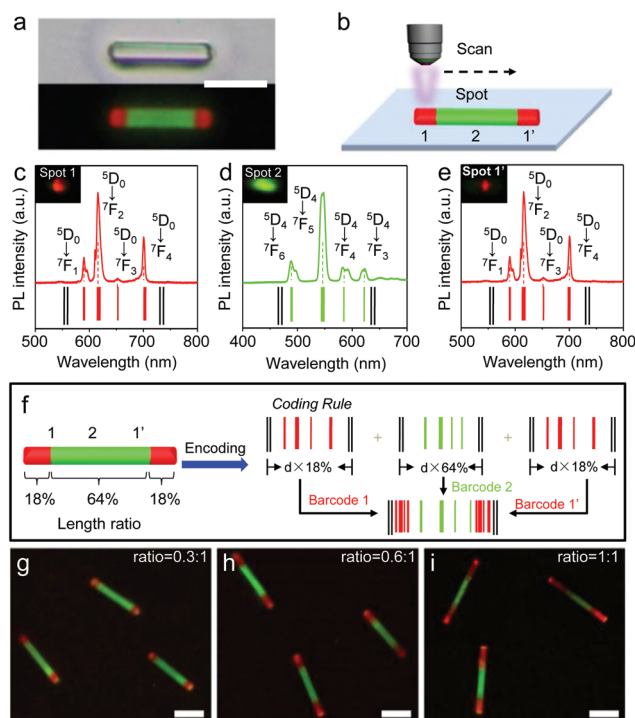 a
b
Scan
Spot
1 2 1'
c
Spot 1
⁵D₀
↓
⁷F₂
⁵D₀
↓
⁷F₁
⁵D₀
↓
⁷F₃
⁵D₀
↓
⁷F₄
PL intensity (a.u.)
500 600 700 800
Wavelength (nm)
d
Spot 2
⁵D₄
↓
⁷F₆
⁵D₄
↓
⁷F₅
⁵D₄
↓
⁷F₄
⁵D₄
↓
⁷F₃
PL intensity (a.u.)
400 500 600 700
Wavelength (nm)
e
Spot 1'
⁵D₀
↓
⁷F₂
⁵D₀
↓
⁷F₁
⁵D₀
↓
⁷F₃
⁵D₀
↓
⁷F₄
PL intensity (a.u.)
500 600 700 800
Wavelength (nm)
f
1 2 1'
18% 64% 18%
Length ratio
Encoding
Coding Rule
+ +
d×18% d×64% d×18%
Barcode 1 Barcode 2 Barcode 1'
g
ratio=0.3:1
h
ratio=0.6:1
i
ratio=1:1